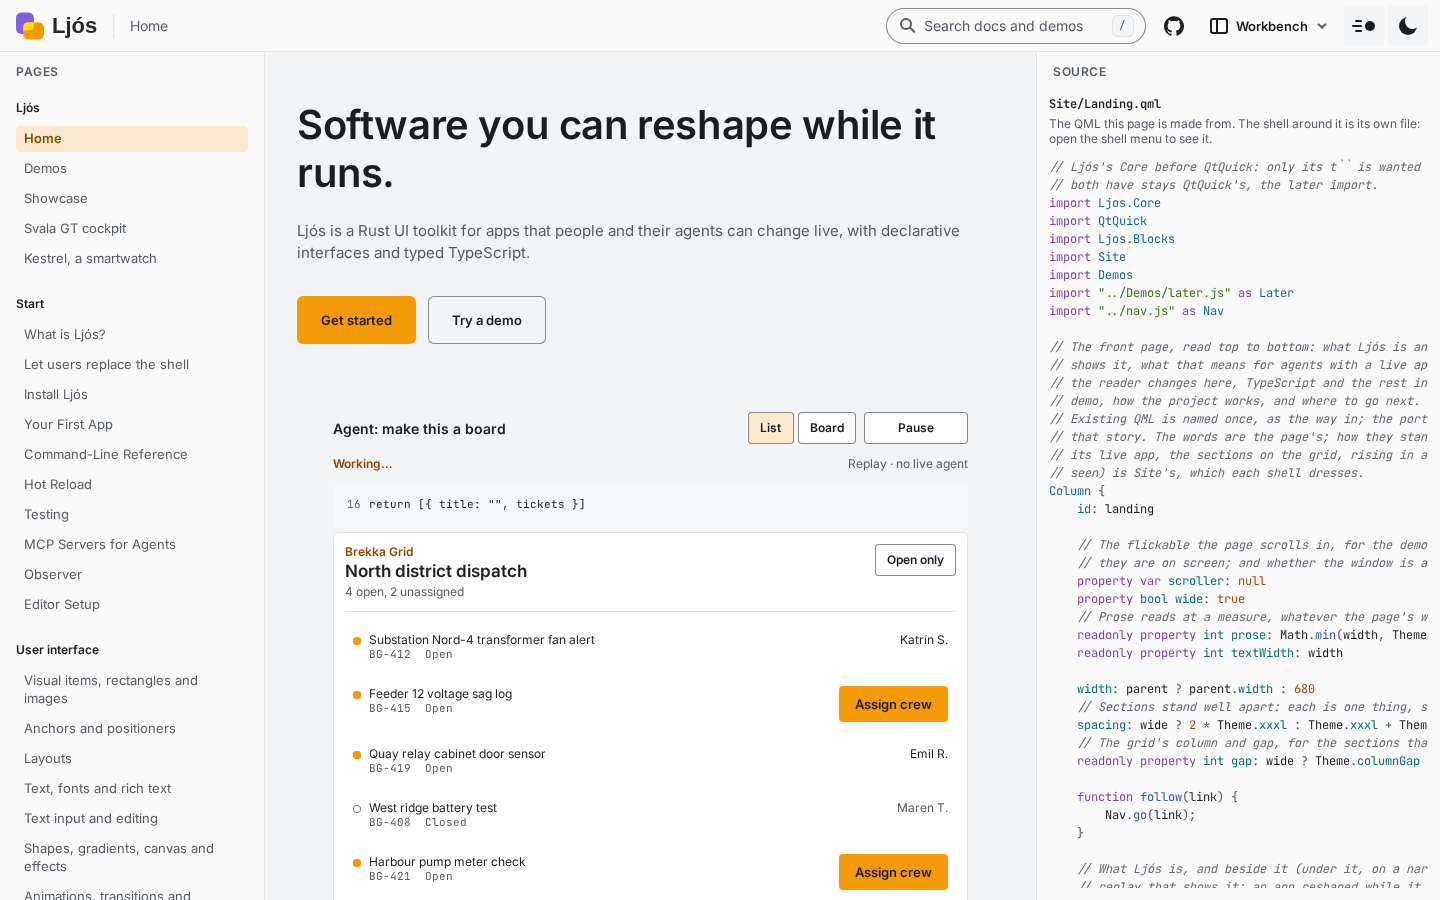 Ljós
Home
Search docs and demos
/
Workbench
PAGES
Ljós
Home
Demos
Showcase
Svala GT cockpit
Kestrel, a smartwatch
Start
What is Ljós?
Let users replace the shell
Install Ljós
Your First App
Command-Line Reference
Hot Reload
Testing
MCP Servers for Agents
Observer
Editor Setup
User interface
Visual items, rectangles and
images
Anchors and positioners
Layouts
Text, fonts and rich text
Text input and editing
Shapes, gradients, canvas and
effects
Animations, transitions and
Software you can reshape while it
runs.
Ljós is a Rust UI toolkit for apps that people and their agents can change live, with declarative
interfaces and typed TypeScript.
Get started
Try a demo
Agent: make this a board
List
Board
Pause
Working...
Replay · no live agent
16 return [{ title: "", tickets }]
Brekka Grid
North district dispatch
4 open, 2 unassigned
Open only
Substation Nord-4 transformer fan alert
BG-412 Open
Katrín S.
Feeder 12 voltage sag log
BG-415 Open
Assign crew
Quay relay cabinet door sensor
BG-419 Open
Emil R.
West ridge battery test
BG-408 Closed
Maren T.
Harbour pump meter check
BG-421 Open
Assign crew
SOURCE
Site/Landing.qml
The QML this page is made from. The shell around it is its own file:
open the shell menu to see it.
// Ljós's Core before QtQuick: only its t`` is wanted
// both have stays QtQuick's, the later import.
import Ljos.Core
import QtQuick
import Ljos.Blocks
import Site
import Demos
import "../Demos/later.js" as Later
import "../nav.js" as Nav
// The front page, read top to bottom: what Ljós is an
// shows it, what that means for agents with a live ap
// the reader changes here, TypeScript and the rest in
// demo, how the project works, and where to go next.
// Existing QML is named once, as the way in; the port
// that story. The words are the page's; how they stan
// its live app, the sections on the grid, rising in a
// seen) is Site's, which each shell dresses.
Column {
id: landing
// The flickable the page scrolls in, for the demo
// they are on screen; and whether the window is a
property var scroller: null
property bool wide: true
// Prose reads at a measure, whatever the page's w
readonly property int prose: Math.min(width, Theme
readonly property int textWidth: width
width: parent ? parent.width : 680
// Sections stand well apart: each is one thing, s
spacing: wide ? 2 * Theme.xxxl : Theme.xxxl + Them
// The grid's column and gap, for the sections tha
readonly property int gap: wide ? Theme.columnGap
function follow(link) {
Nav.go(link);
}
// What Ljós is, and beside it (under it, on a nar
// replay that shows it: an app reshaped while it